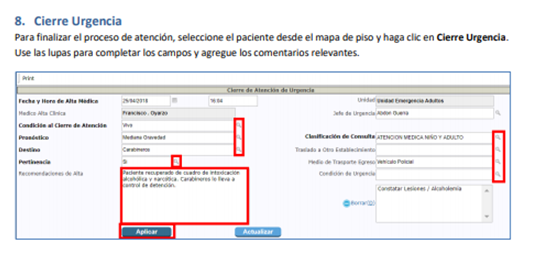 8. Cierre Urgencia
Para finalizar el proceso de atención, seleccione el paciente desde el mapa de piso y haga clic en Cierre Urgencia.
Use las lupas para completar los campos y agregue los comentarios relevantes.
Print
Cierre de Atención de Urgencia
Fecha y Hora de Alta Médica 29/04/2018 16:04 Unidad Unidad Emergencia Adultos
Medico Alta Clínica Francisco . Oyarzo Jefe de Urgencia Abdon Guerra
Condición al Cierre de Atención Vivo
Pronóstico Mediana Gravedad Clasificación de Consulta ATENCION MEDICA NIÑO Y ADULTO
Destino Carabineros Traslado a Otro Establecimiento
Pertinencia SI Medio de Trasporte Egreso Vehículo Policial
Recomendaciones de Alta Condición de Urgencia
Paciente recuperado de cuadro de intoxicación
alcohólica y narcótica. Carabineros lo lleva a
control de detención.
Constatar Lesiones / Alcoholemia
Borrar(Q)
Aplicar Actualizar